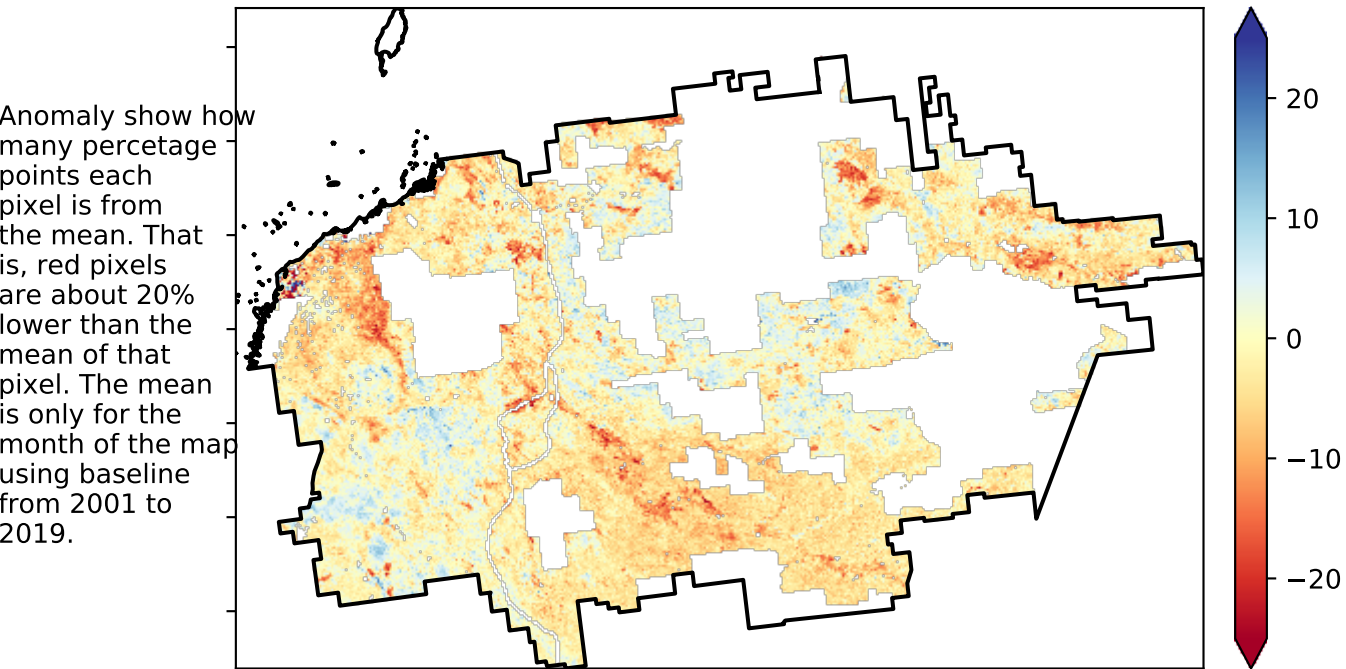 Anomaly show how
many percetage
points each
pixel is from
the mean. That
is, red pixels
are about 20%
lower than the
mean of that
pixel. The mean
is only for the
month of the map
using baseline
from 2001 to
2019.
20
10
0
−10
−20